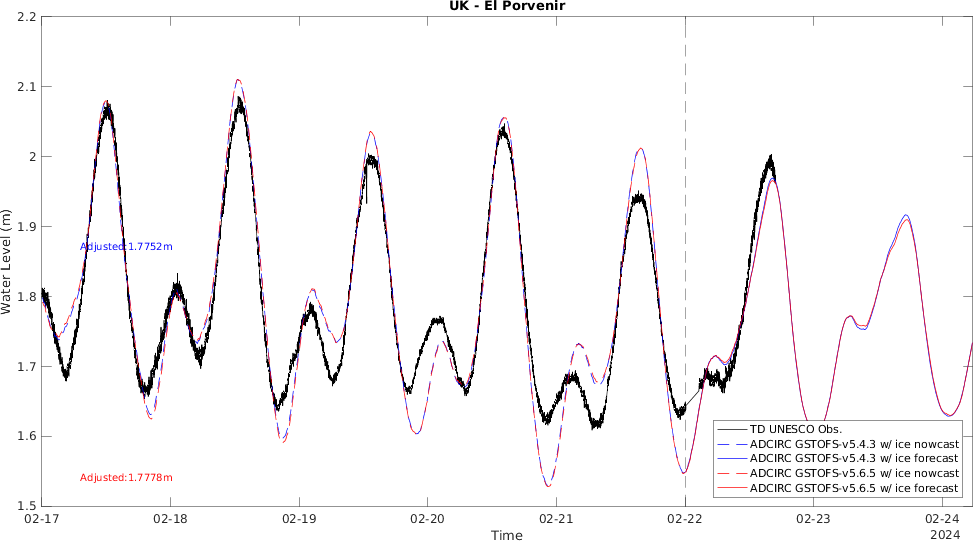 UK - El Porvenir
2.2
2.1
2
1.9
1.8
1.7
1.6
1.5
Water Level (m)
Adjusted:1.7752m
Adjusted:1.7778m
TD UNESCO Obs.
ADCIRC GSTOFS-v5.4.3 w/ ice nowcast
ADCIRC GSTOFS-v5.4.3 w/ ice forecast
ADCIRC GSTOFS-v5.6.5 w/ ice nowcast
ADCIRC GSTOFS-v5.6.5 w/ ice forecast
02-17 02-18 02-19 02-20 02-21 02-22 02-23 02-24
Time
2024